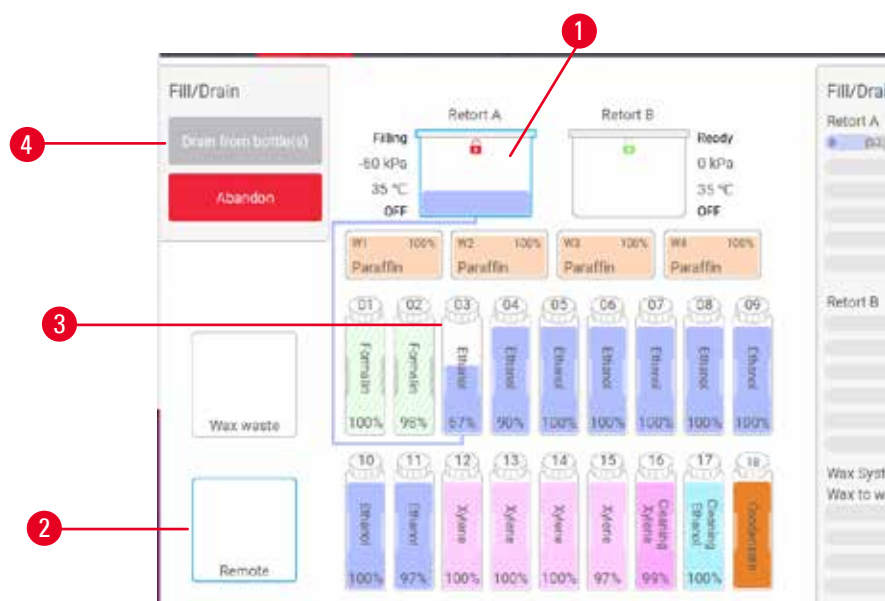 1
Fill/Drain
Drain from bottle(s)
Abandon
4
Retort A
Filling
-60 kPa
35 °C
OFF
Retort B
Ready
0 kPa
35 °C
OFF
W1 100%
Paraffin
W2 100%
Paraffin
W3 100%
Paraffin
W4 100%
Paraffin
3
01 02 03 04 05 06 07 08 09
Formalin Formalin Ethanol Ethanol Ethanol Ethanol Ethanol Ethanol Ethanol
100% 98% 67% 90% 100% 100% 100% 100% 100%
Wax waste
10 11 12 13 14 15 16 17 18
Ethanol Ethanol Xylene Xylene Xylene Xylene Cleaning Xylene Cleaning Ethanol Condensate
100% 97% 100% 100% 100% 97% 99% 100%
2
Remote
Fill/Drai
Retort A
Retort B
Wax Syst
Wax to w